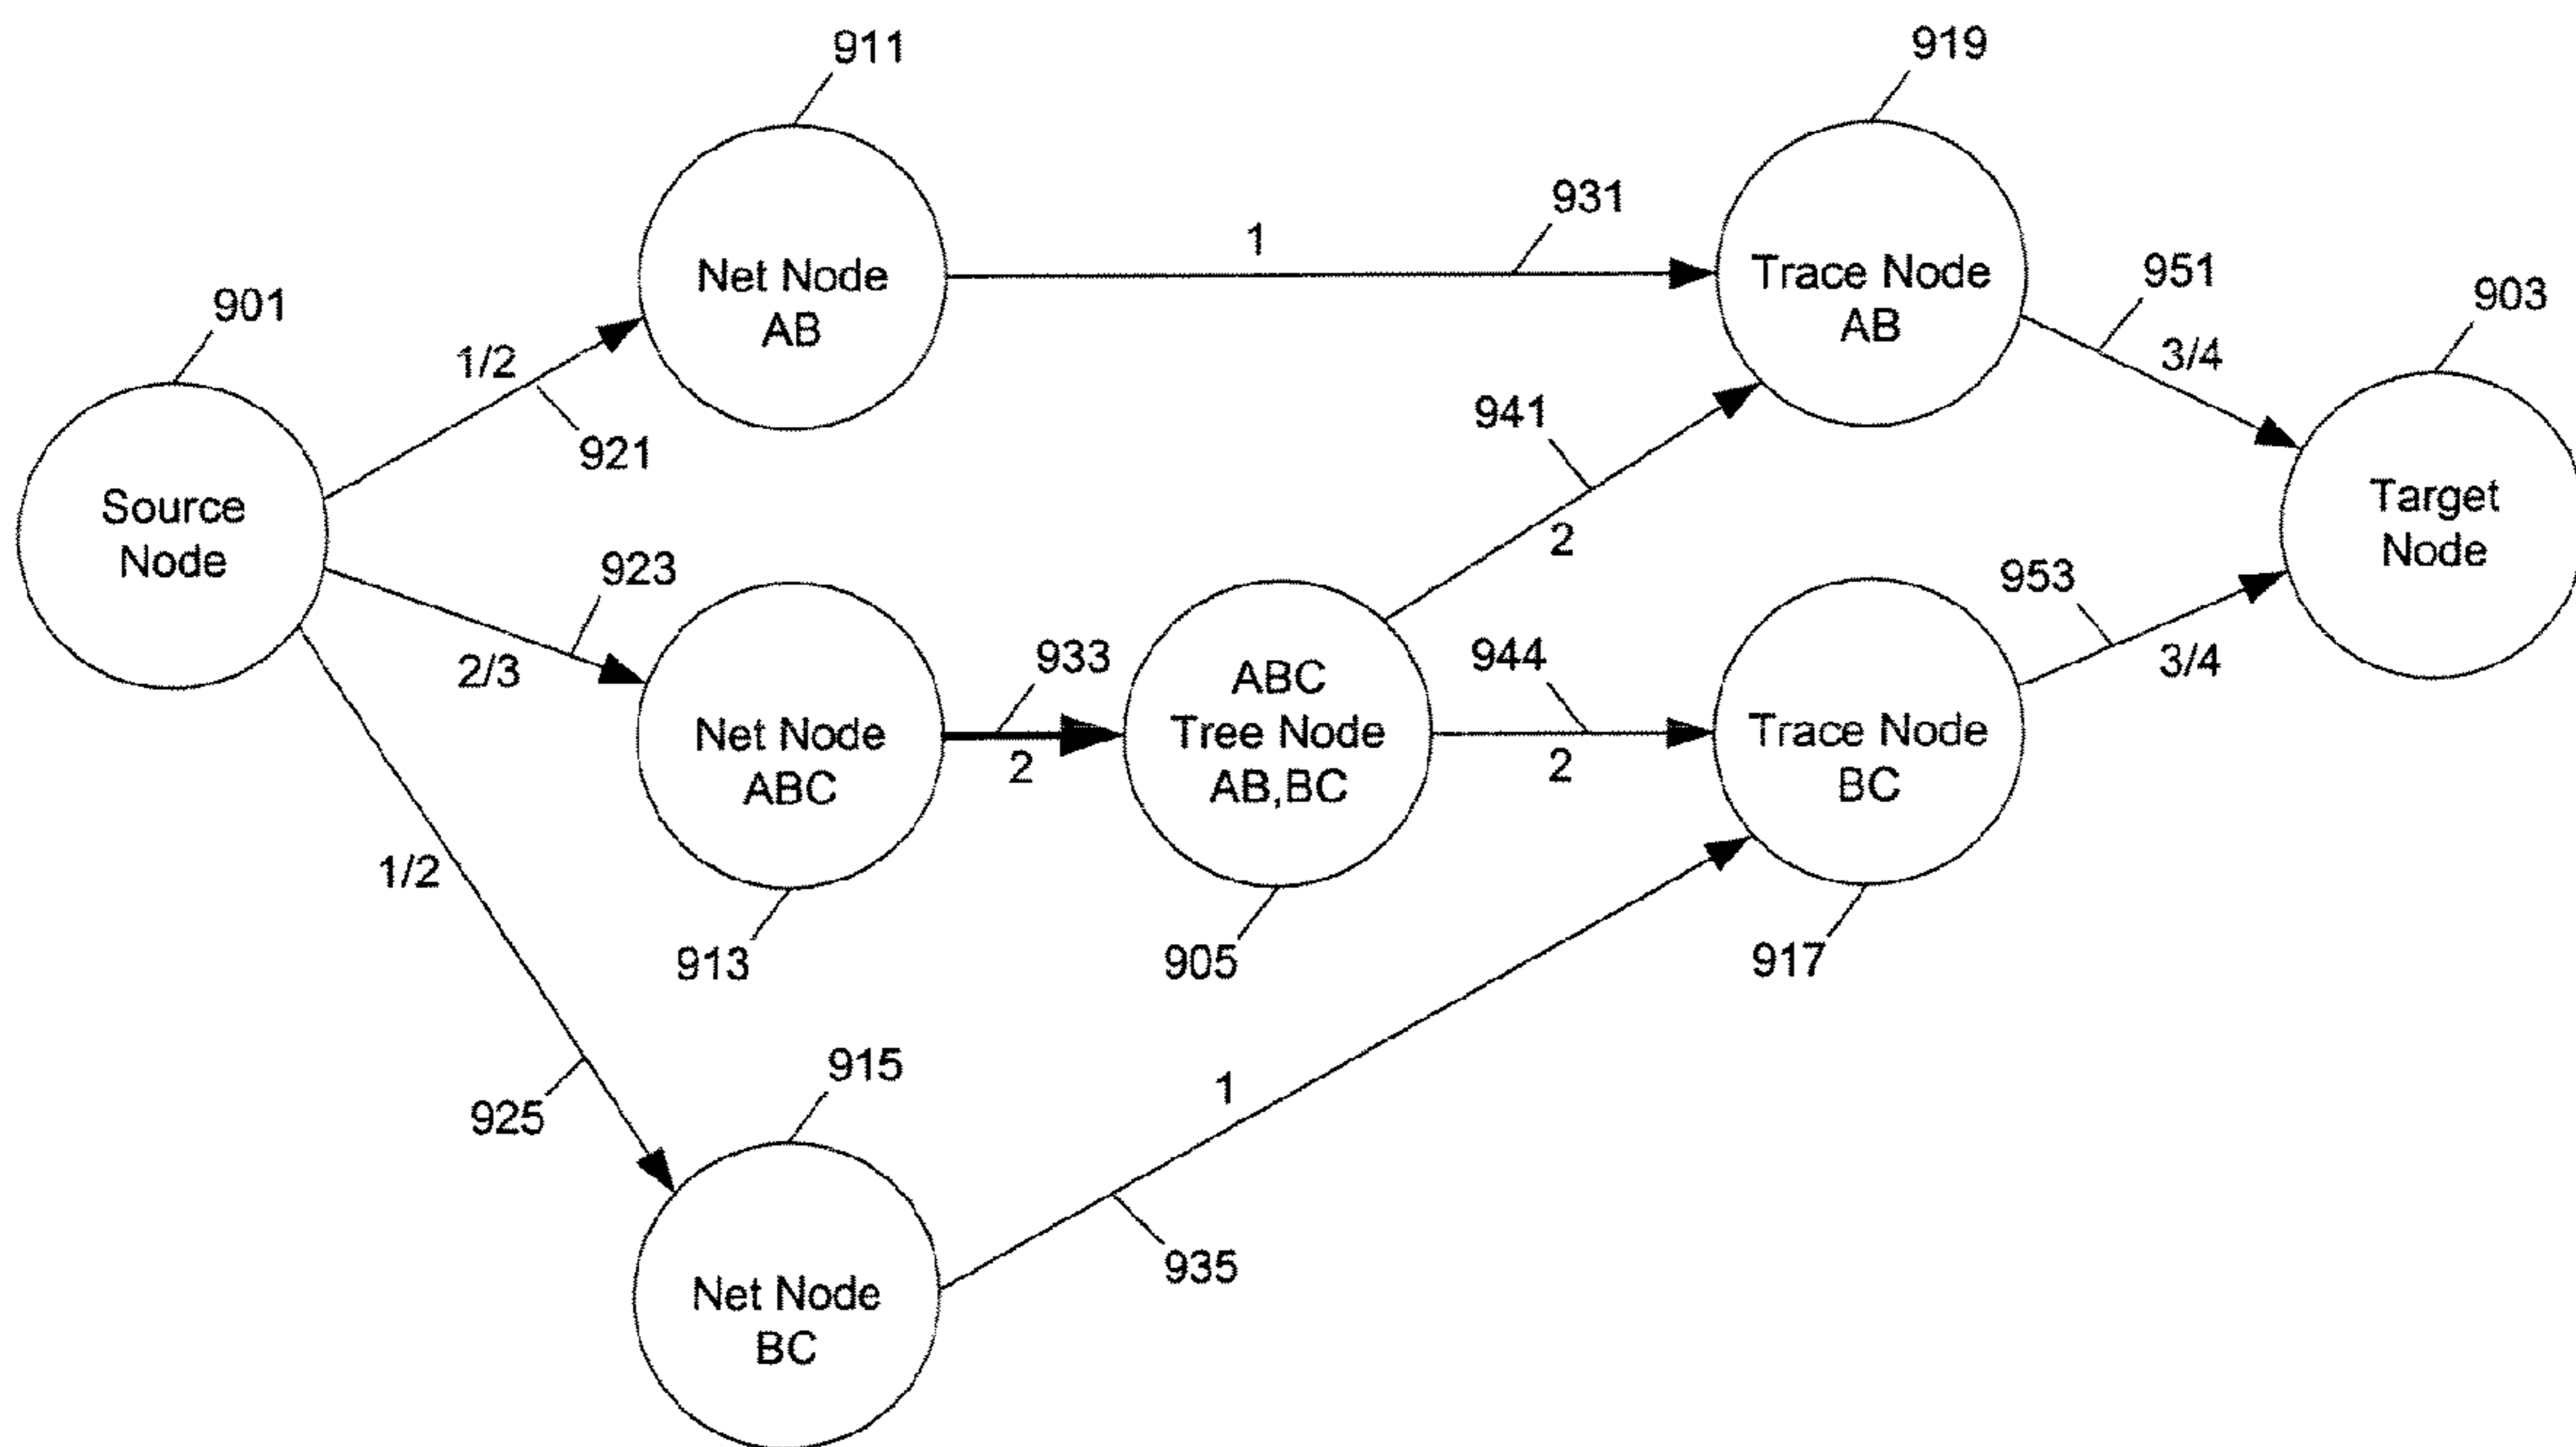 911
919
931
1
Net Node
AB
Trace Node
AB
951
3/4
903
901
1/2
921
941
2
Source
Node
Target
Node
923
2/3
933
2
944
2
953
3/4
Net Node
ABC
ABC
Tree Node
AB,BC
Trace Node
BC
913
905
917
1/2
925
915
1
935
Net Node
BC